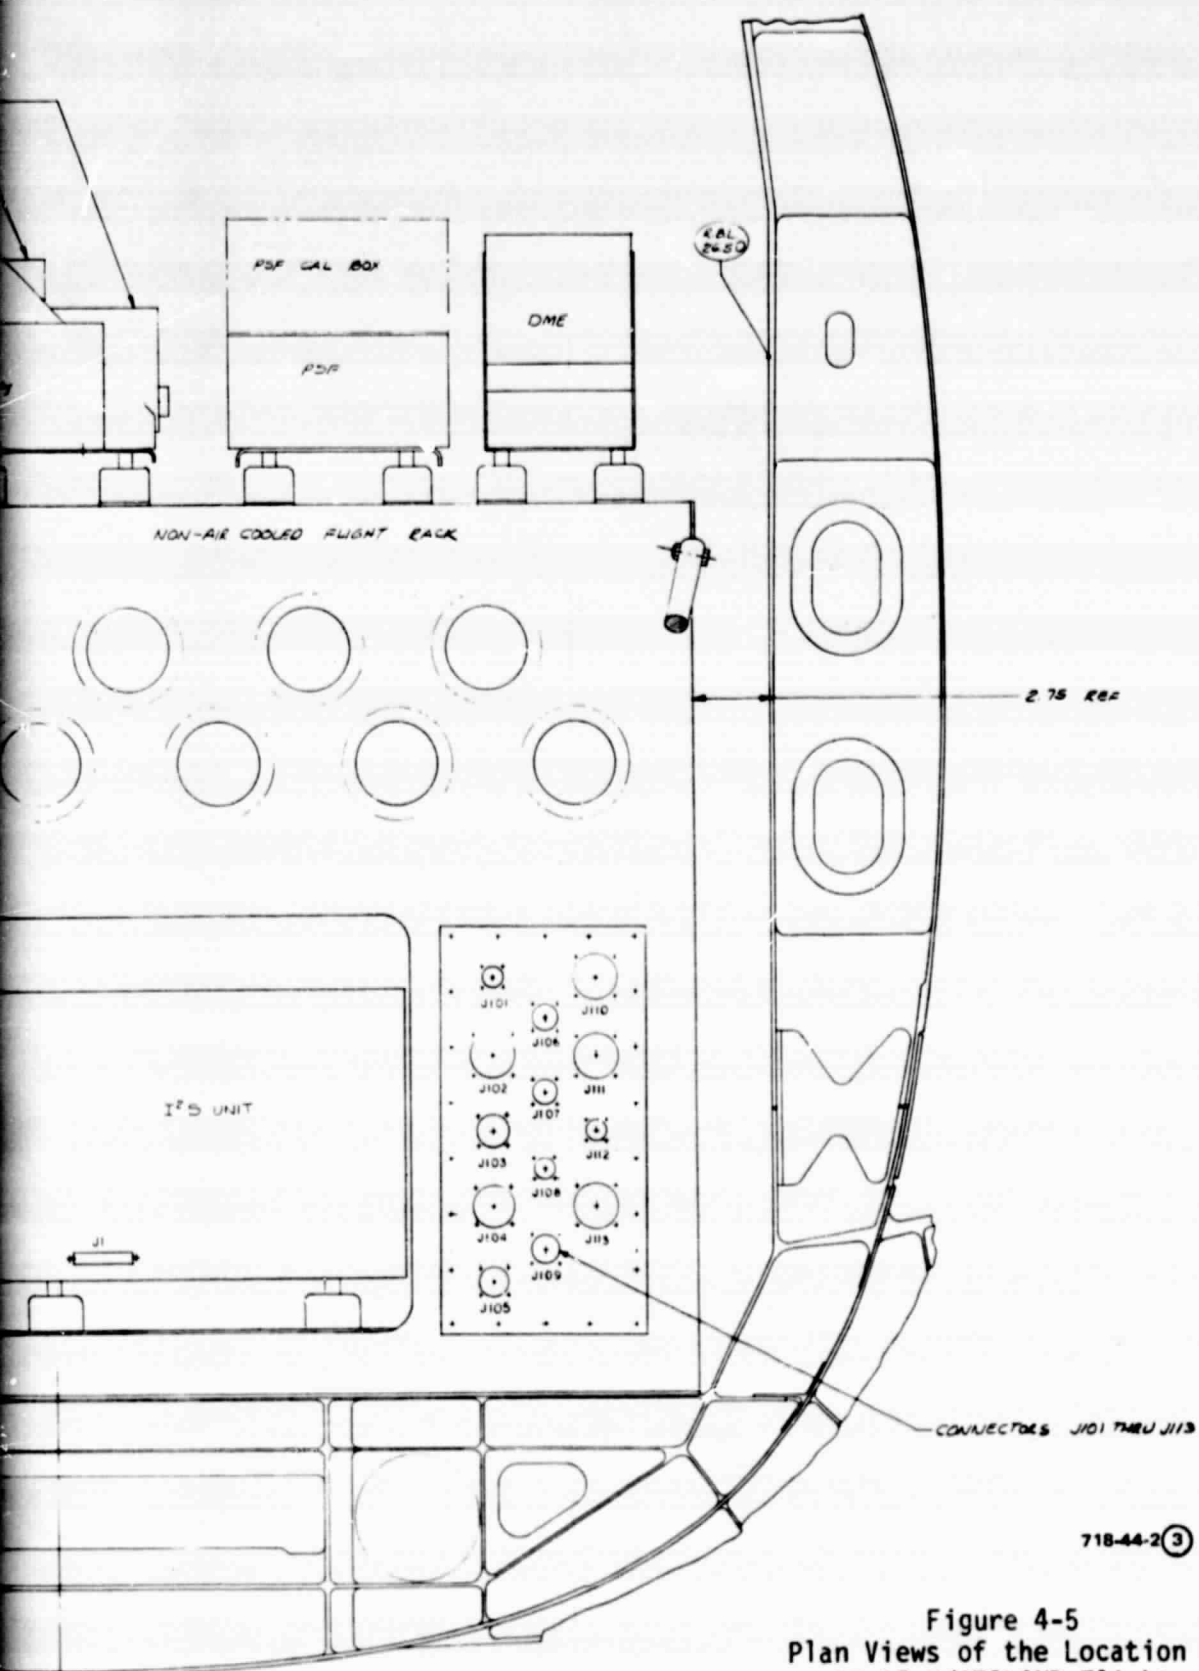 R.B.L.
26.50
PSF CAL BOX
DME
PSF
NON-AIR COOLED FLIGHT RACK
2.75 REF
J101
J110
J106
J102
J111
J107
I²S UNIT
J103
J112
J108
J104
J113
J1
J109
J105
CONNECTORS J101 THRU J113
718-44-2 3
Figure 4-5
Plan Views of the Location